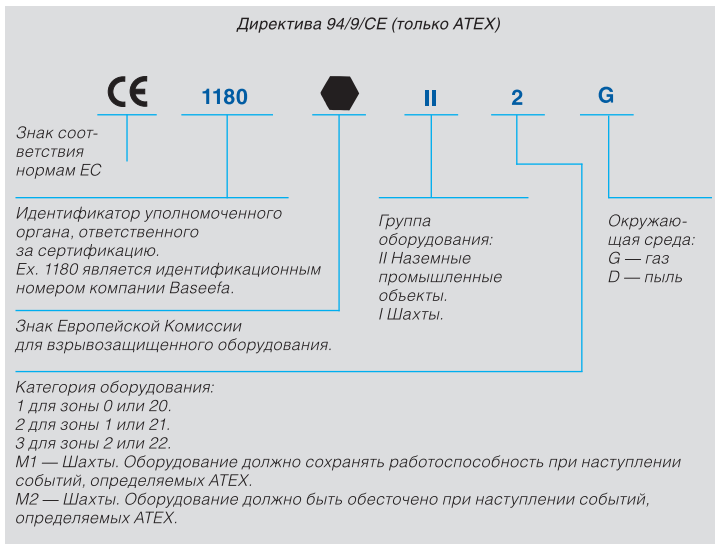 Директива 94/9/CE (только ATEX)
CE 1180 II 2 G
Знак соот-
ветствия
нормам ЕС
Идентификатор уполномоченного
органа, ответственного
за сертификацию.
Ex. 1180 является идентификационным
номером компании Baseefa.
Группа
оборудования:
II Наземные
промышленные
объекты.
I Шахты.
Окружаю-
щая среда:
G — газ
D — пыль
Знак Европейской Комиссии
для взрывозащищенного оборудования.
Категория оборудования:
1 для зоны 0 или 20.
2 для зоны 1 или 21.
3 для зоны 2 или 22.
M1 — Шахты. Оборудование должно сохранять работоспособность при наступлении
событий, определяемых ATEX.
M2 — Шахты. Оборудование должно быть обесточено при наступлении событий,
определяемых ATEX.